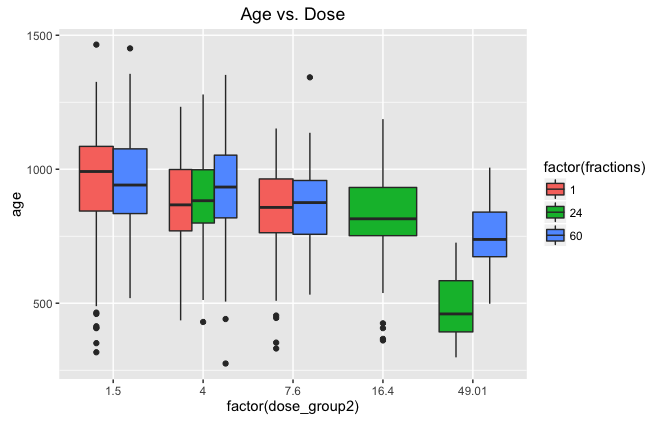 Age vs. Dose
1500
1000
500
age
1.5 4 7.6 16.4 49.01
factor(dose_group2)
factor(fractions)
1
24
60